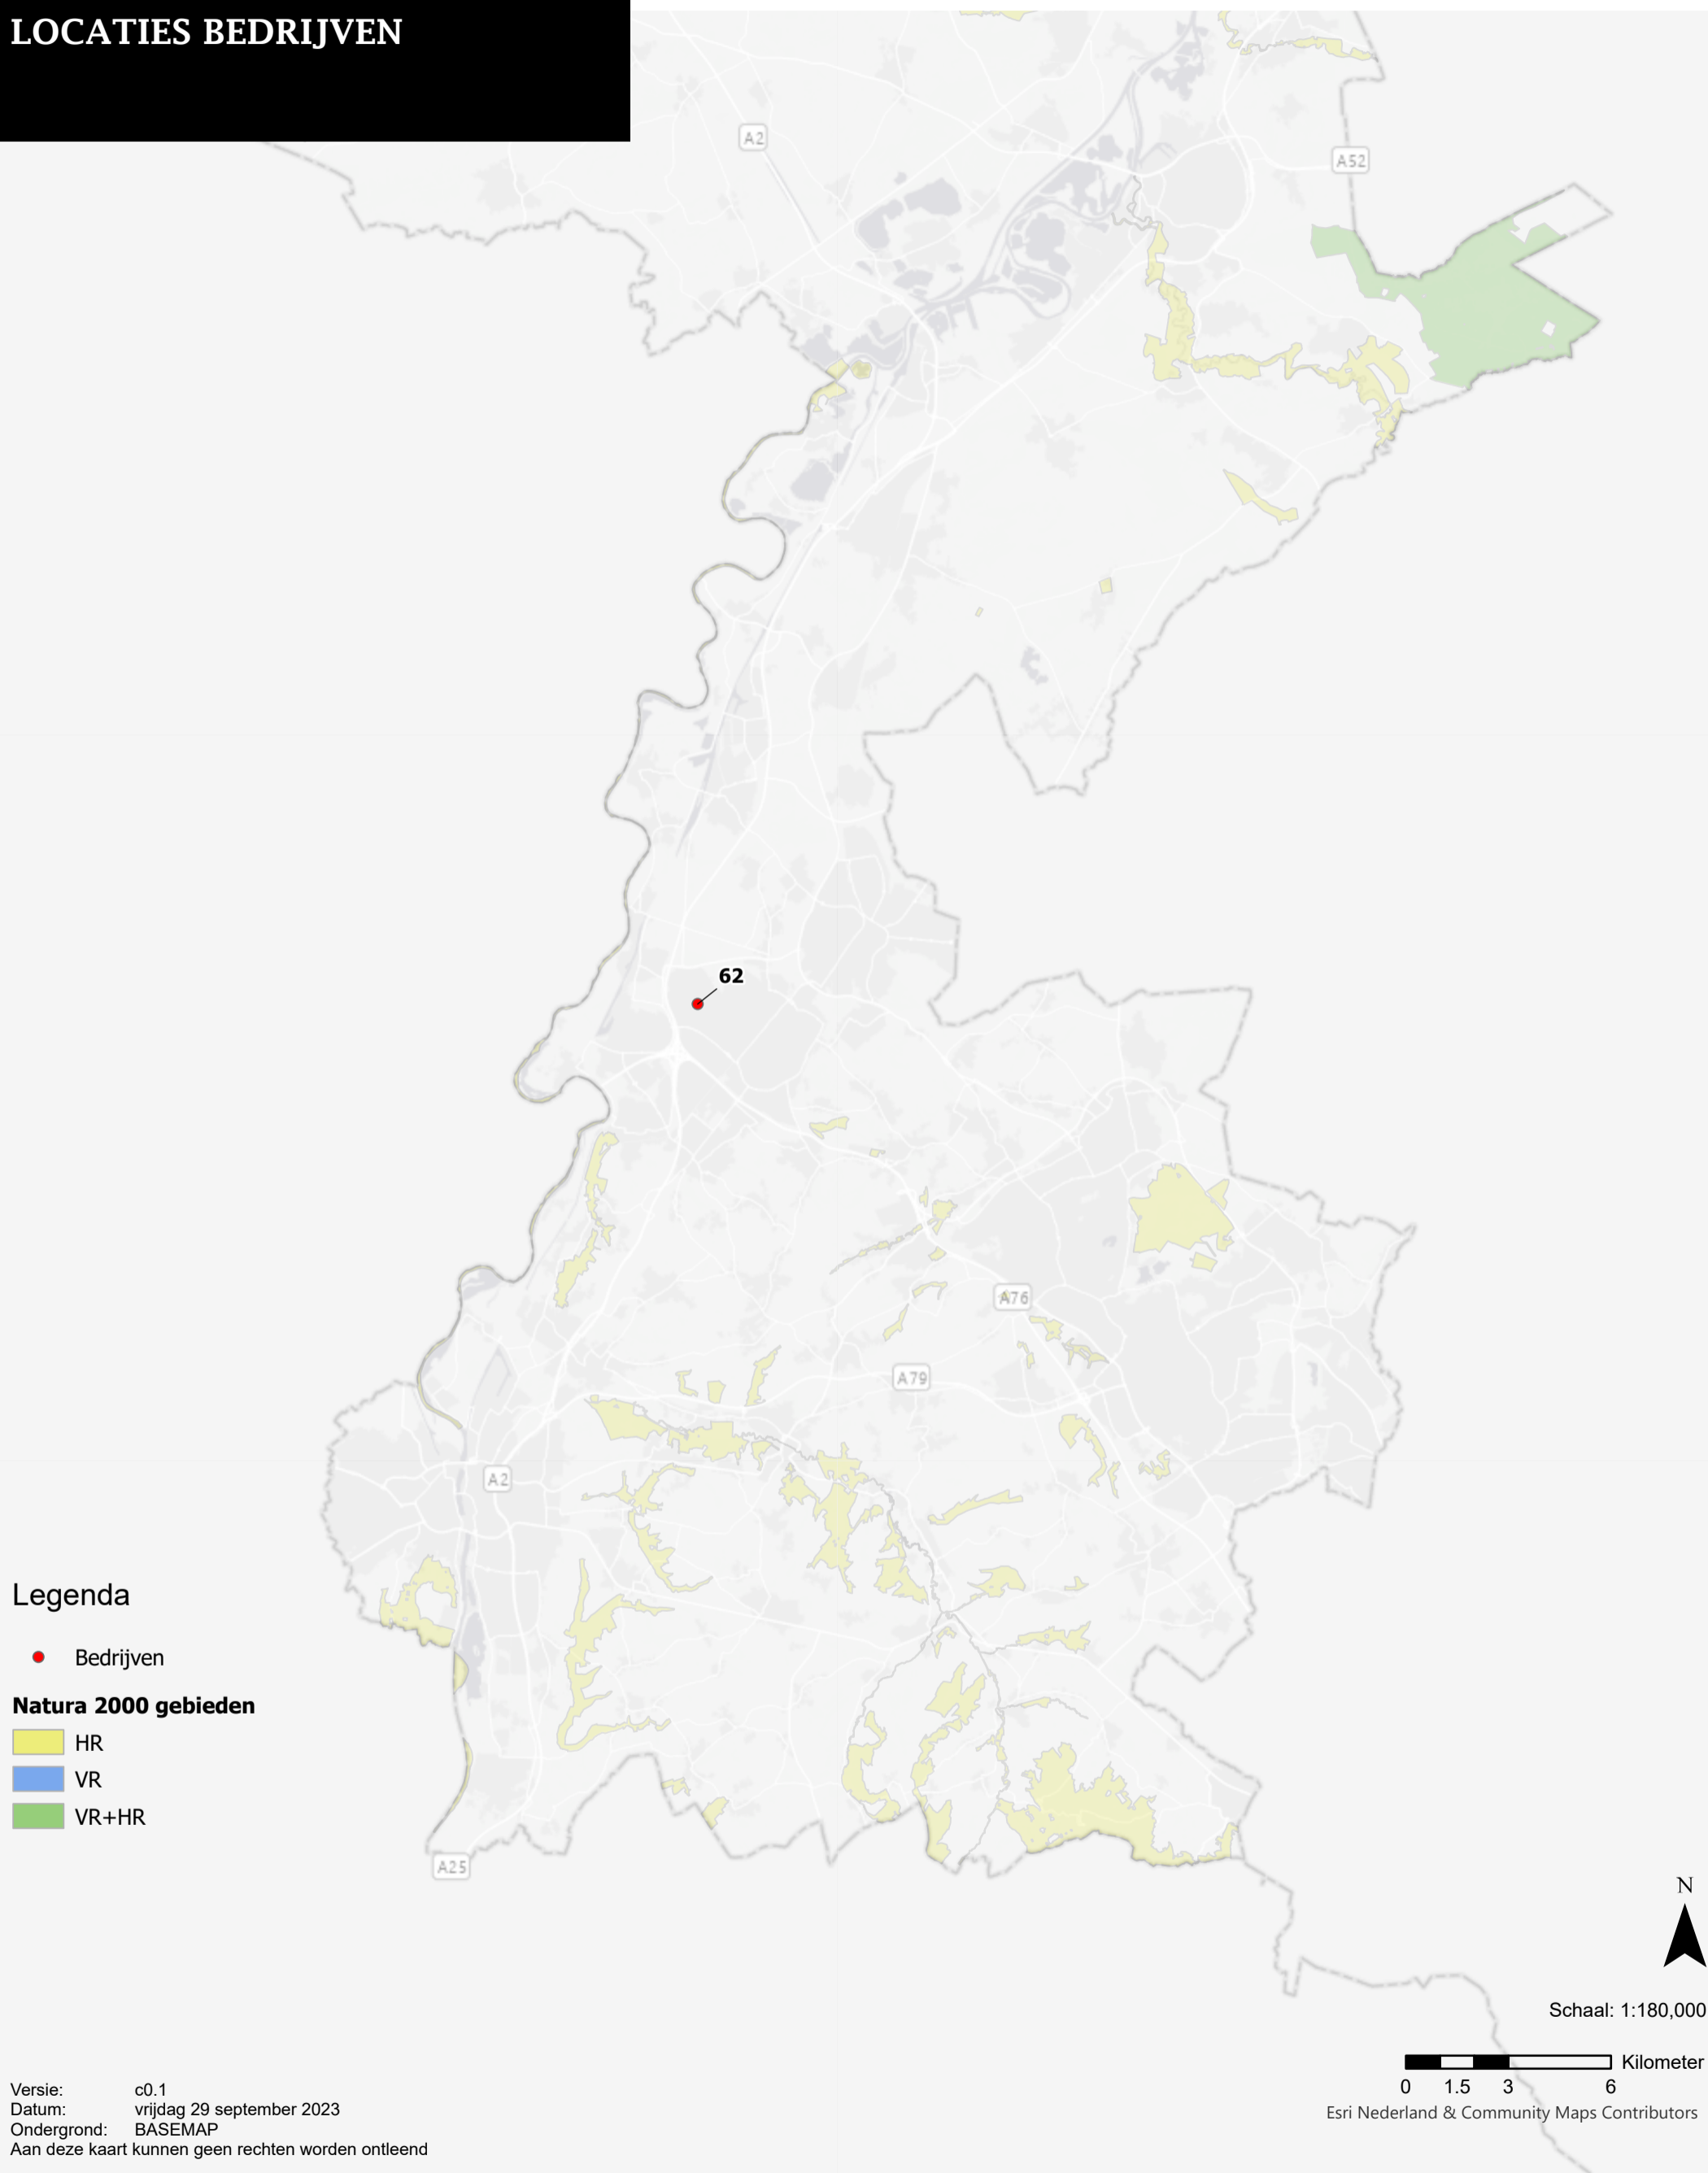 LOCATIES BEDRIJVEN
A2
A52
62
A76
A79
A2
Legenda
Bedrijven
Natura 2000 gebieden
HR
VR
VR+HR
A25
N
Schaal: 1:180,000
Kilometer
0 1.5 3 6
Esri Nederland & Community Maps Contributors
Versie: c0.1
Datum: vrijdag 29 september 2023
Ondergrond: BASEMAP
Aan deze kaart kunnen geen rechten worden ontleend